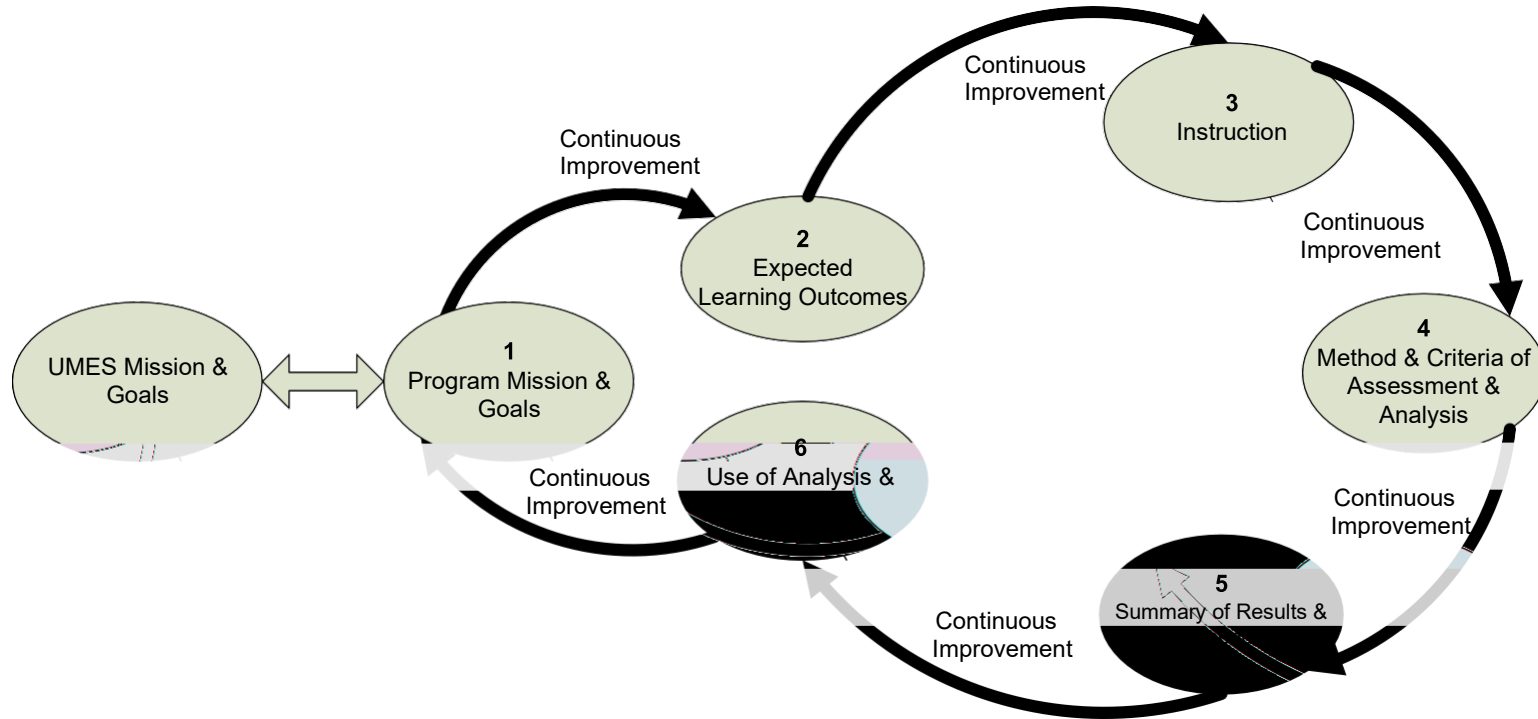 UMES Mission &
Goals
1
Program Mission &
Goals
Continuous
Improvement
2
Expected
Learning Outcomes
Continuous
Improvement
3
Instruction
Continuous
Improvement
4
Method & Criteria of
Assessment &
Analysis
Continuous
Improvement
5
Summary of Results &
Continuous
Improvement
6
Use of Analysis &
Continuous
Improvement